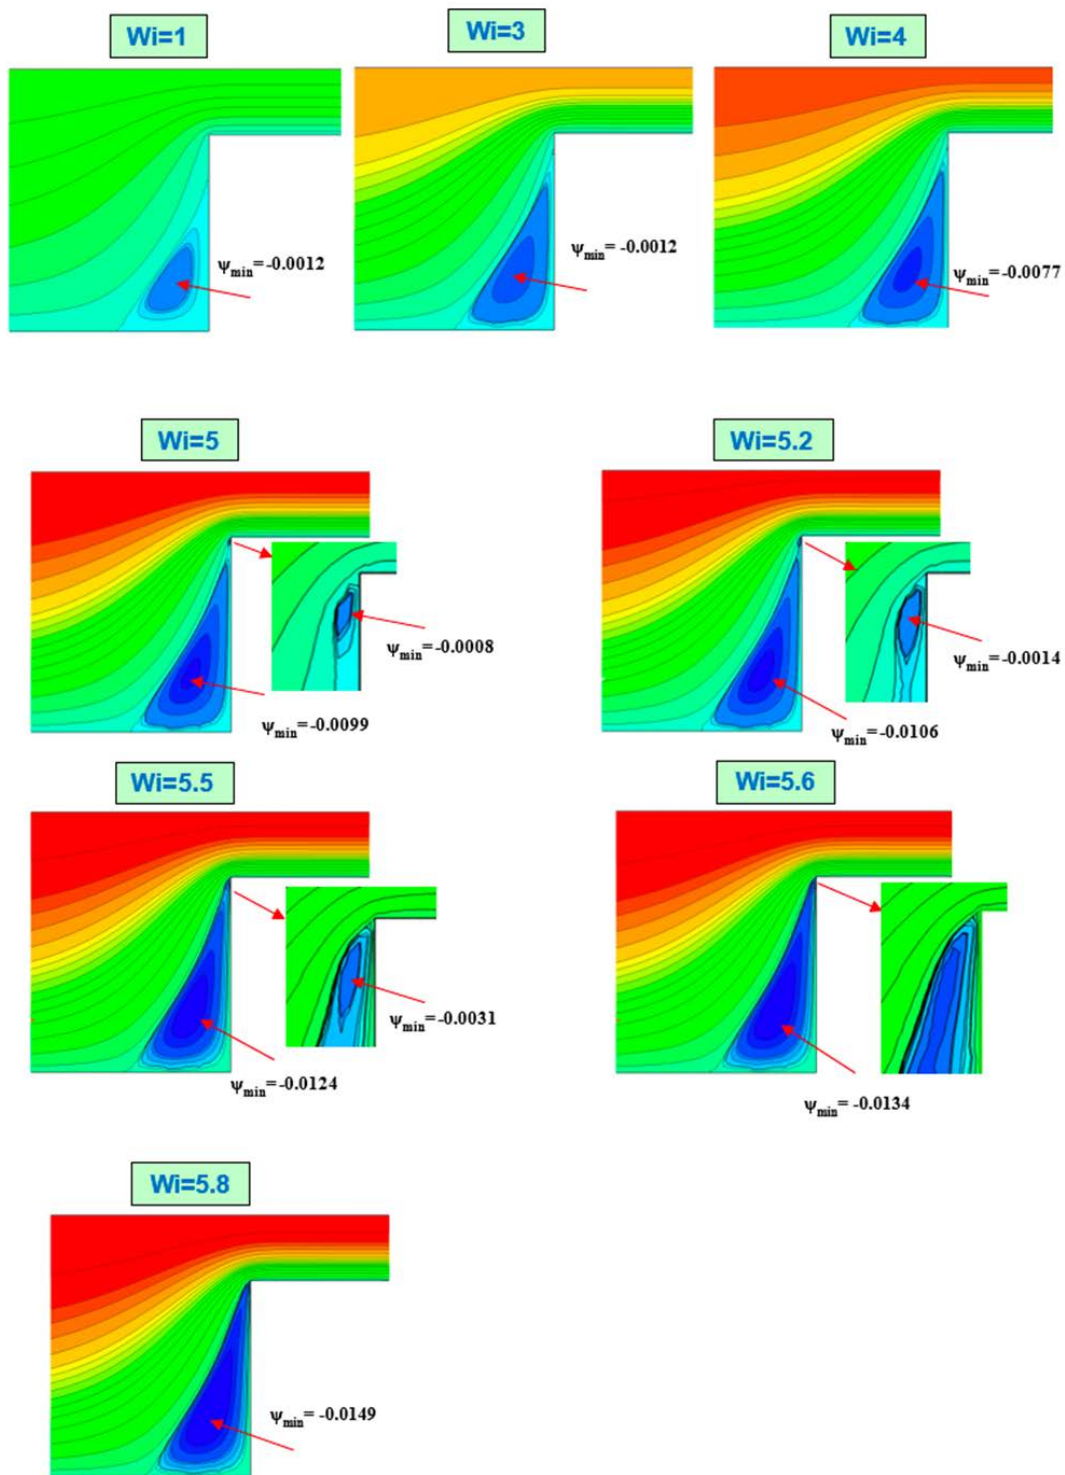 Wi=1
Wi=3
Wi=4
ψmin=-0.0012
ψmin= -0.0012
ψmin=-0.0077
Wi=5
Wi=5.2
ψmin=-0.0008
ψmin=-0.0014
ψmin=-0.0099
ψmin=-0.0106
Wi=5.5
Wi=5.6
ψmin=-0.0031
ψmin=-0.0124
ψmin= -0.0134
Wi=5.8
ψmin= -0.0149